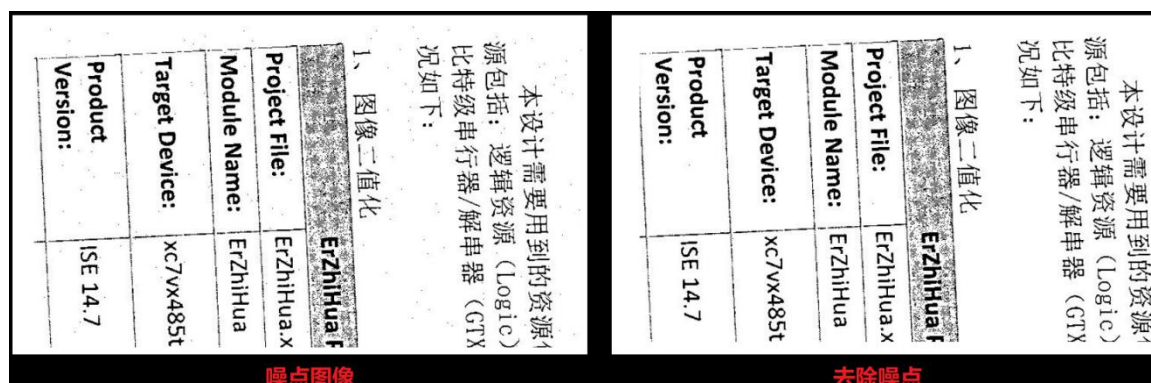 本设计需要用到的资源
源包括: 逻辑资源 (Logic)
比特级串行器/解串器 (GTX
况如下:
1、 图像二值化
ErZhiHua
Project File: ErZhiHua.x
Module Name: ErZhiHua
Target Device: xc7vx485t
Product ISE 14.7
Version:
噪点图像
本设计需要用到的资源
源包括: 逻辑资源 (Logic)
比特级串行器/解串器 (GTX
况如下:
1、 图像二值化
ErZhiHua
Project File: ErZhiHua.x
Module Name: ErZhiHua
Target Device: xc7vx485t
Product ISE 14.7
Version:
去除噪点